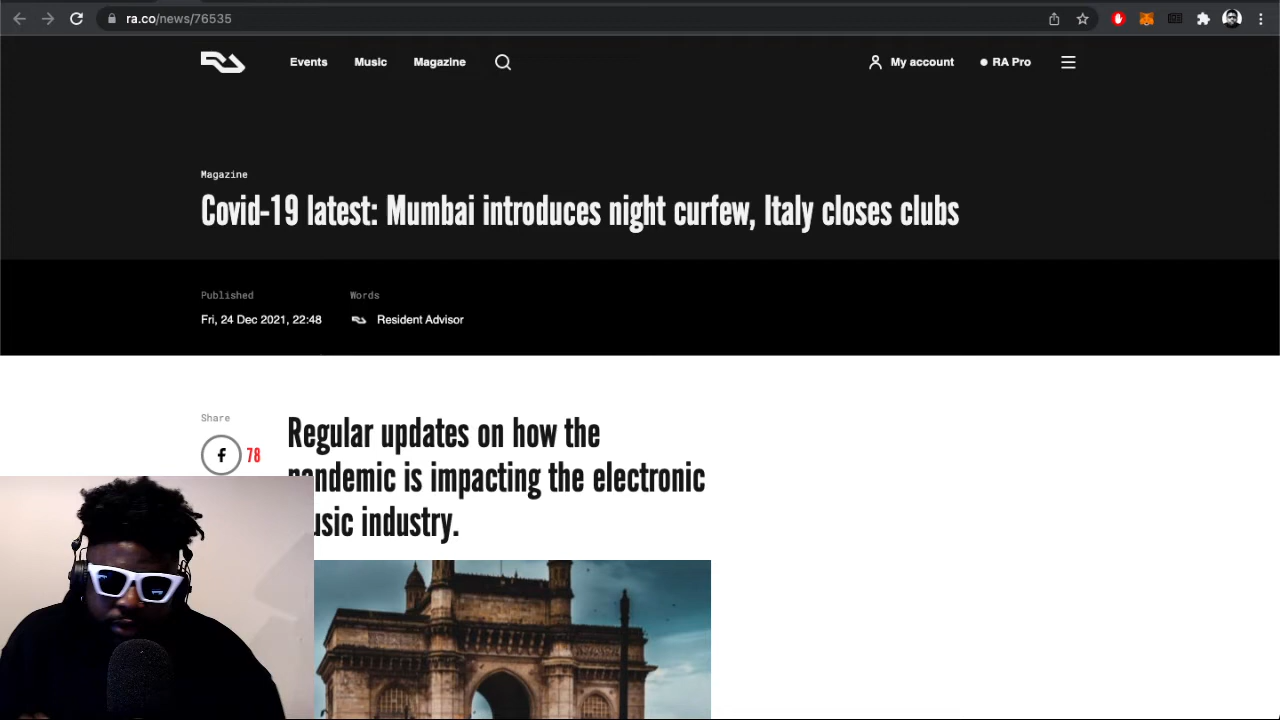 ra.co/news/76535
Events Music Magazine My account RA Pro
Magazine
Covid-19 latest: Mumbai introduces night curfew, Italy closes clubs
Published Words
Fri, 24 Dec 2021, 22:48 Resident Advisor
Share
78
Regular updates on how the
pandemic is impacting the electronic
music industry.